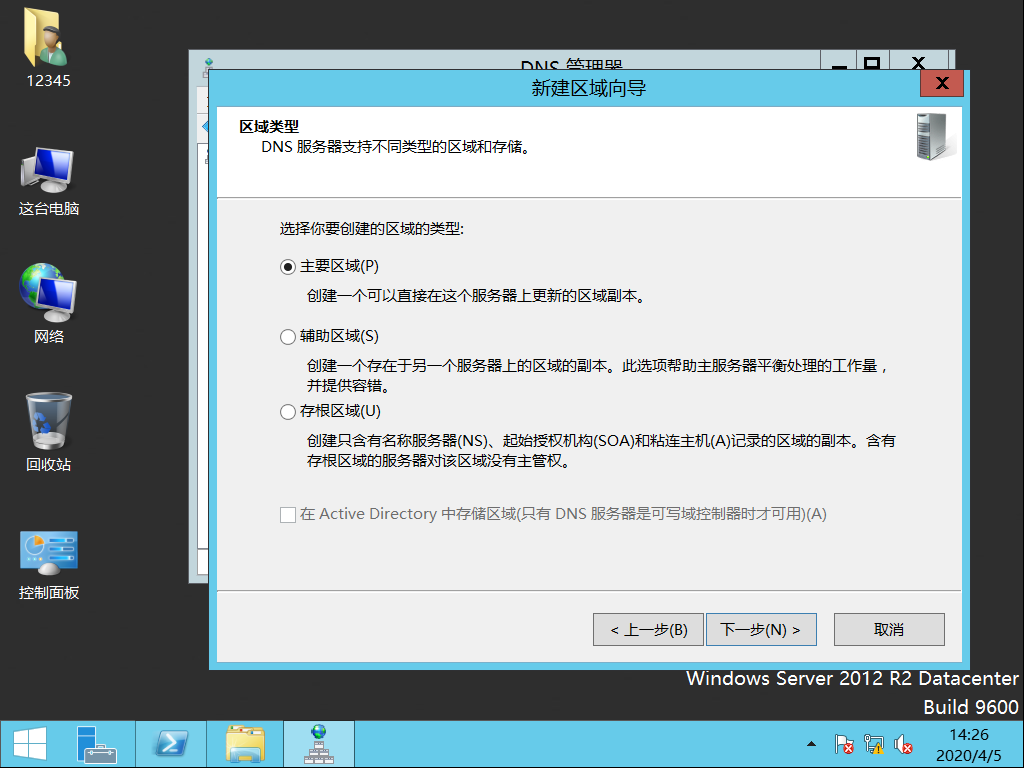 12345
这台电脑
网络
回收站
控制面板
DNS 管理器
新建区域向导
区域类型
DNS 服务器支持不同类型的区域和存储。
选择你要创建的区域的类型:
主要区域(P)
创建一个可以直接在这个服务器上更新的区域副本。
辅助区域(S)
创建一个存在于另一个服务器上的区域的副本。此选项帮助主服务器平衡处理的工作量，
并提供容错。
存根区域(U)
创建只含有名称服务器(NS)、起始授权机构(SOA)和粘连主机(A)记录的区域的副本。含有
存根区域的服务器对该区域没有主管权。
在 Active Directory 中存储区域(只有 DNS 服务器是可写域控制器时才可用)(A)
< 上一步(B)
下一步(N) >
取消
Windows Server 2012 R2 Datacenter
Build 9600
14:26
2020/4/5